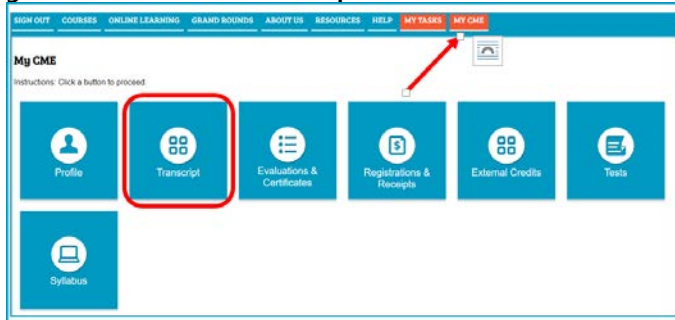 SIGN OUT COURSES ONLINE LEARNING GRAND ROUNDS ABOUT US RESOURCES HELP MY TASKS MY CME
My CME
Instructions: Click a button to proceed.
Profile
Transcript
Evaluations &
Certificates
Registrations &
Receipts
External Credits
Tests
Syllabus